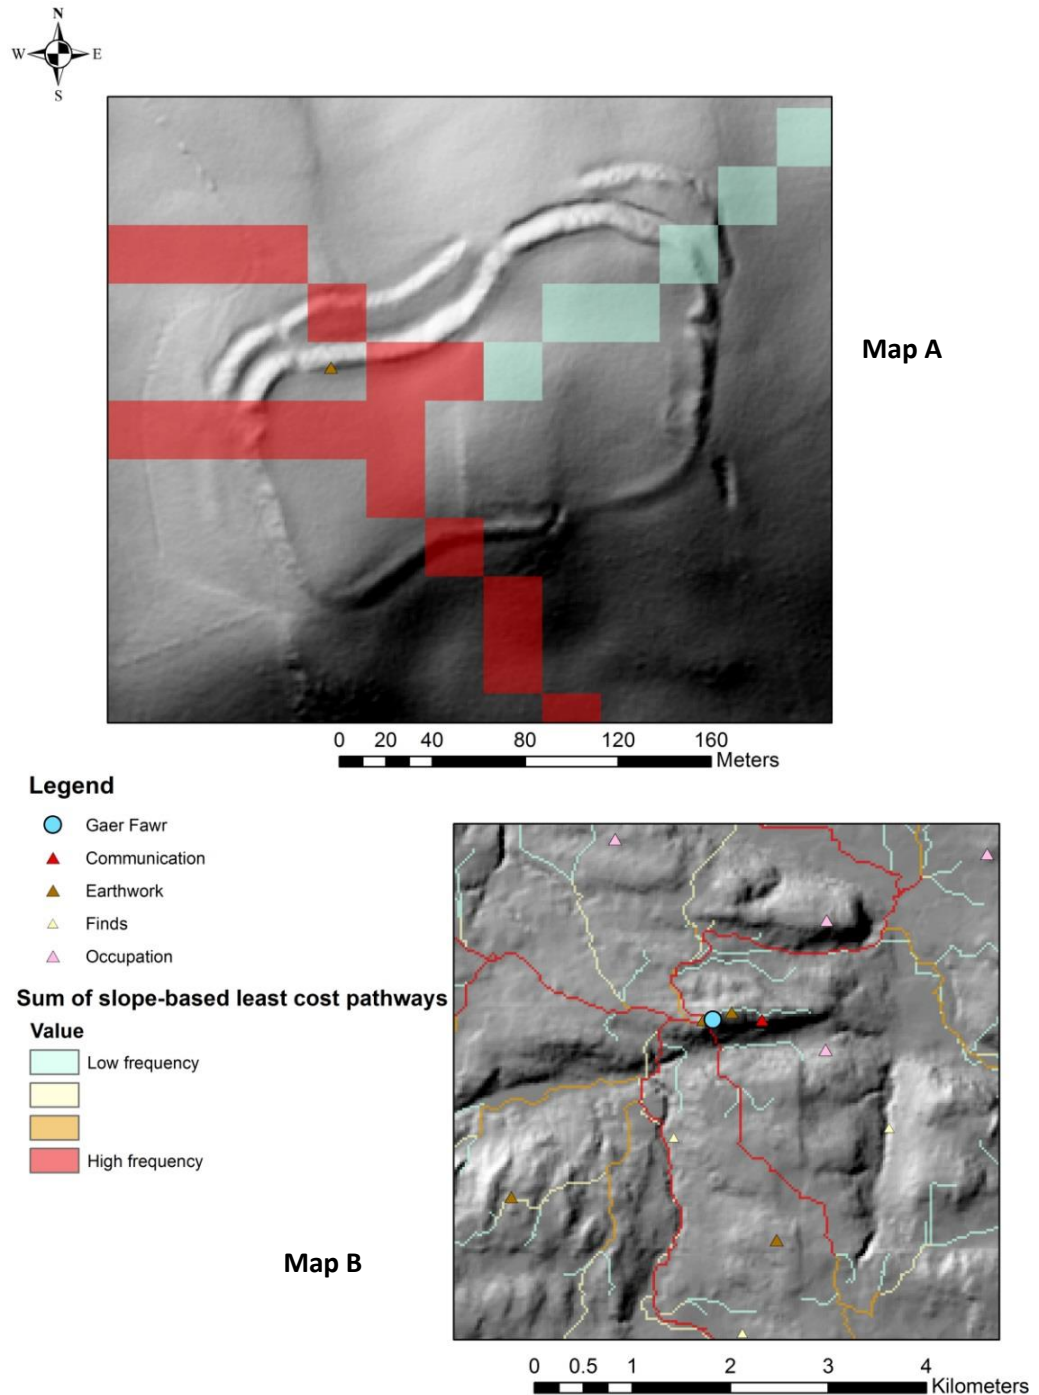 N
W E
S
Map A
0 20 40 80 120 160
Meters
Legend
Gaer Fawr
Communication
Earthwork
Finds
Occupation
Sum of slope-based least cost pathways
Value
Low frequency
High frequency
Map B
0 0.5 1 2 3 4
Kilometers